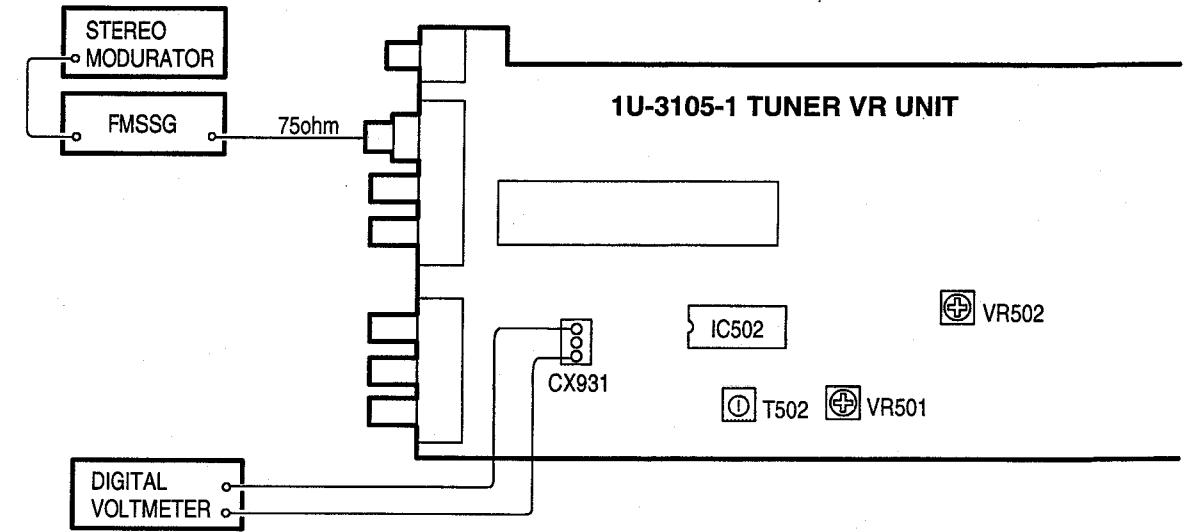 STEREO
MODURATOR
FMSSG
75ohm
1U-3105-1 TUNER VR UNIT
VR502
IC502
CX931
T502
VR501
DIGITAL
VOLTMETER